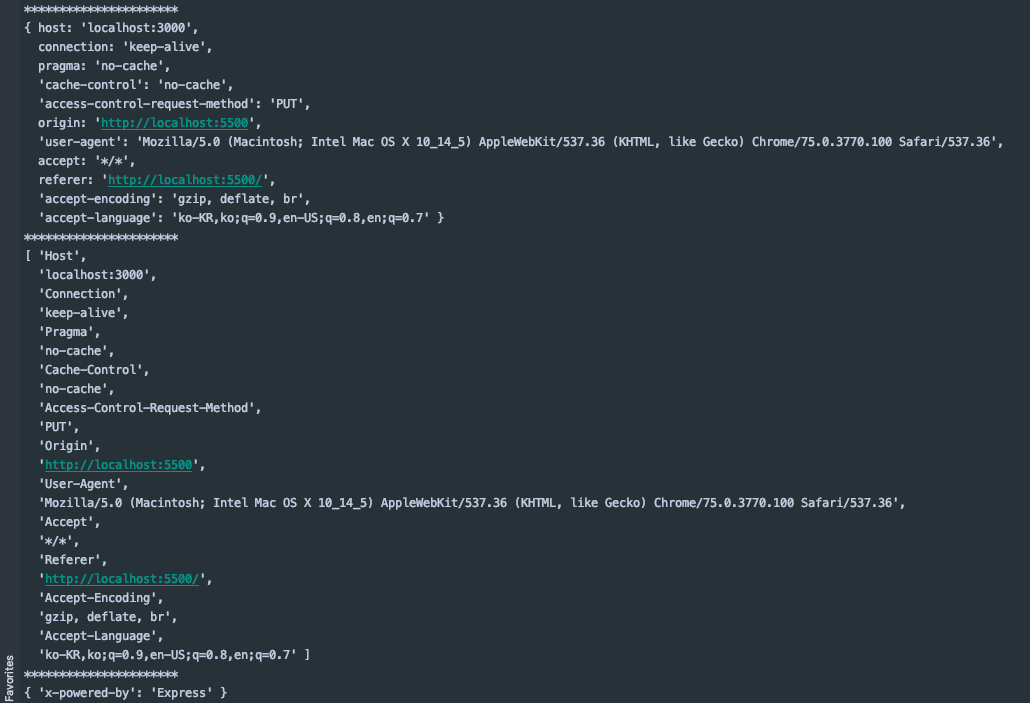 **********************
{ host: 'localhost:3000',
  connection: 'keep-alive',
  pragma: 'no-cache',
  'cache-control': 'no-cache',
  'access-control-request-method': 'PUT',
  origin: 'http://localhost:5500',
  'user-agent': 'Mozilla/5.0 (Macintosh; Intel Mac OS X 10_14_5) AppleWebKit/537.36 (KHTML, like Gecko) Chrome/75.0.3770.100 Safari/537.36',
  accept: '*/*',
  referer: 'http://localhost:5500/',
  'accept-encoding': 'gzip, deflate, br',
  'accept-language': 'ko-KR,ko;q=0.9,en-US;q=0.8,en;q=0.7' }
**********************
[ 'Host',
  'localhost:3000',
  'Connection',
  'keep-alive',
  'Pragma',
  'no-cache',
  'Cache-Control',
  'no-cache',
  'Access-Control-Request-Method',
  'PUT',
  'Origin',
  'http://localhost:5500',
  'User-Agent',
  'Mozilla/5.0 (Macintosh; Intel Mac OS X 10_14_5) AppleWebKit/537.36 (KHTML, like Gecko) Chrome/75.0.3770.100 Safari/537.36',
  'Accept',
  '*/*',
  'Referer',
  'http://localhost:5500/',
  'Accept-Encoding',
  'gzip, deflate, br',
  'Accept-Language',
  'ko-KR,ko;q=0.9,en-US;q=0.8,en;q=0.7' ]
**********************
{ 'x-powered-by': 'Express' }
Favorites